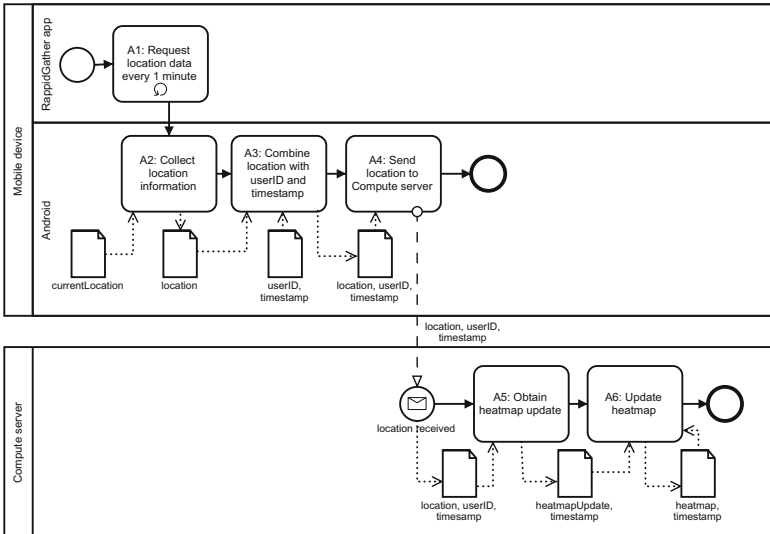 Mobile device
RappidGather app
A1: Request
location data
every 1 minute
Android
A2: Collect
location
information
A3: Combine
location with
userID and
timestamp
A4: Send
location to
Compute server
currentLocation
location
userID,
timestamp
location, userID,
timestamp
location, userID,
timestamp
Compute server
location received
A5: Obtain
heatmap update
A6: Update
heatmap
location, userID,
timesamp
heatmapUpdate,
timestamp
heatmap,
timestamp